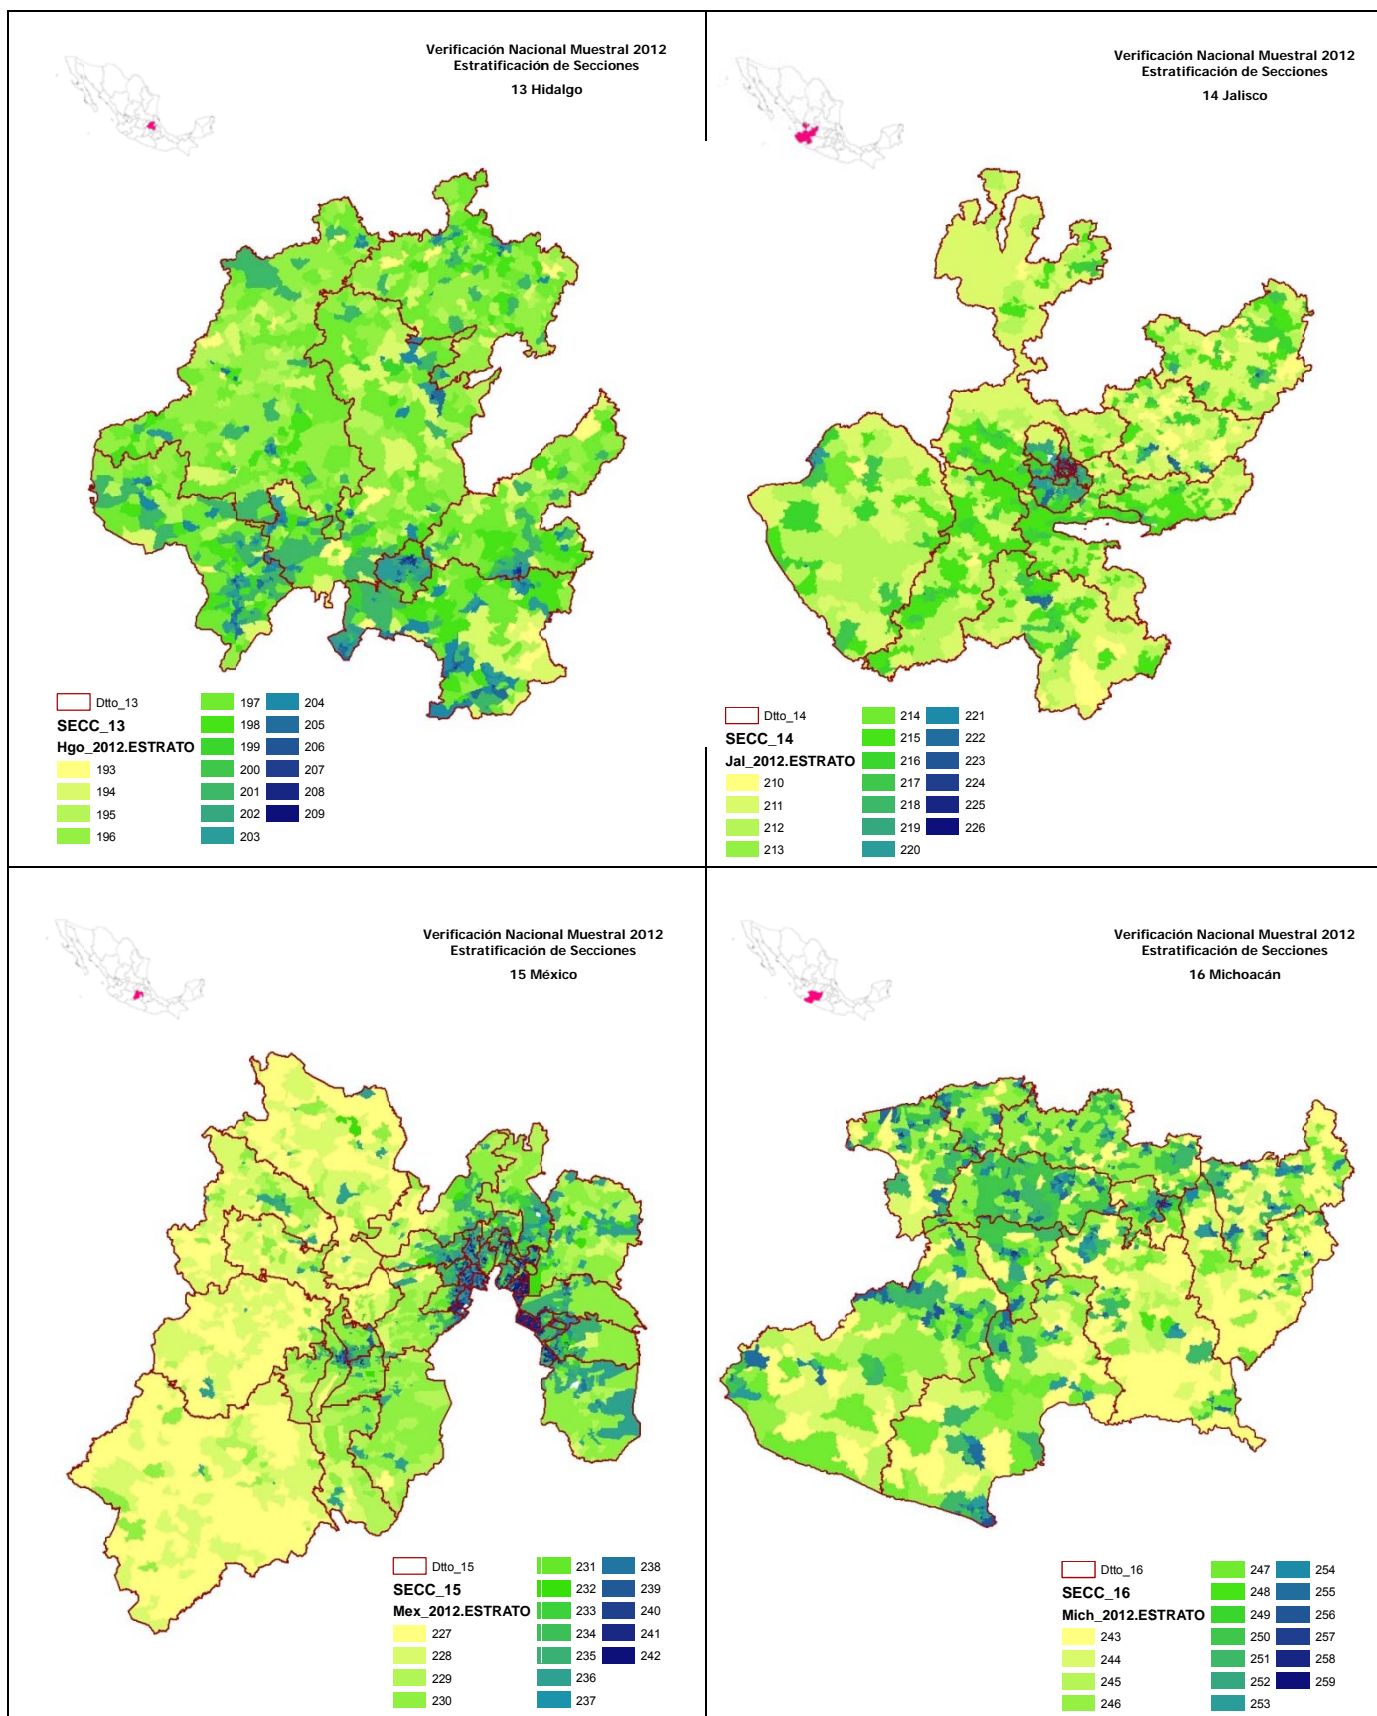 Verificación Nacional Muestral 2012
Estratificación de Secciones
13 Hidalgo
Dtto_13
SECC_13
Hgo_2012.ESTRATO
193
194
195
196
197
198
199
200
201
202
203
204
205
206
207
208
209
Verificación Nacional Muestral 2012
Estratificación de Secciones
14 Jalisco
Dtto_14
SECC_14
Jal_2012.ESTRATO
210
211
212
213
214
215
216
217
218
219
220
221
222
223
224
225
226
Verificación Nacional Muestral 2012
Estratificación de Secciones
15 México
Dtto_15
SECC_15
Mex_2012.ESTRATO
227
228
229
230
231
232
233
234
235
236
237
238
239
240
241
242
Verificación Nacional Muestral 2012
Estratificación de Secciones
16 Michoacán
Dtto_16
SECC_16
Mich_2012.ESTRATO
243
244
245
246
247
248
249
250
251
252
253
254
255
256
257
258
259